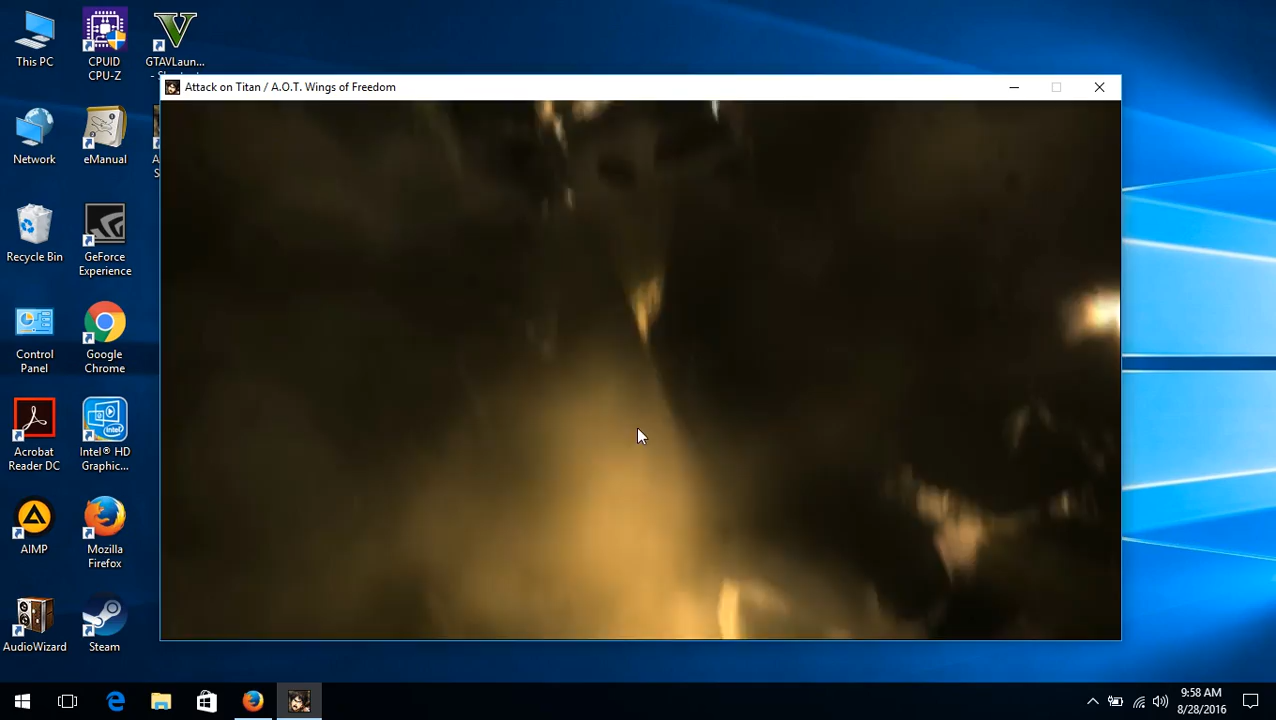 Attack on Titan / A.O.T. Wings of Freedom
This PC
CPUID
CPU-Z
GTAVLaun...
Network
eManual
Recycle Bin
GeForce
Experience
Control
Panel
Google
Chrome
Acrobat
Reader DC
Intel® HD
Graphic...
AIMP
Mozilla
Firefox
AudioWizard
Steam
9:58 AM
8/28/2016